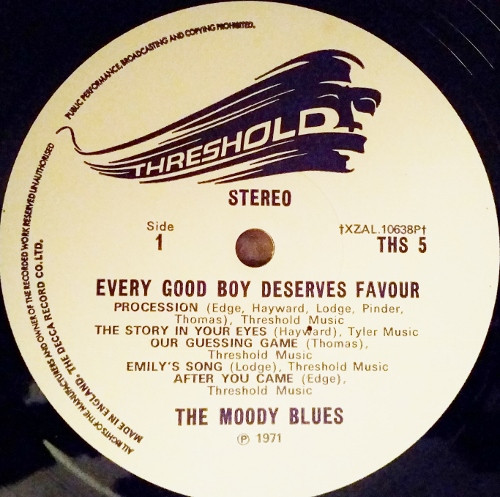 PUBLIC PERFORMANCE, BROADCASTING AND COPYING PROHIBITED.
THRESHOLD
STEREO
Side
1
†XZAL.10638P†
THS 5
EVERY GOOD BOY DESERVES FAVOUR
PROCESSION (Edge, Hayward, Lodge, Pinder,
Thomas), Threshold Music
THE STORY IN YOUR EYES (Hayward), Tyler Music
OUR GUESSING GAME (Thomas),
Threshold Music
EMILY'S SONG (Lodge), Threshold Music
AFTER YOU CAME (Edge),
Threshold Music
THE MOODY BLUES
Ⓟ 1971
ALL RIGHTS OF THE MANUFACTURER AND OWNER OF THE RECORDED WORK RESERVED UNAUTHORISED
MADE IN ENGLAND, THE DECCA RECORD CO. LTD.